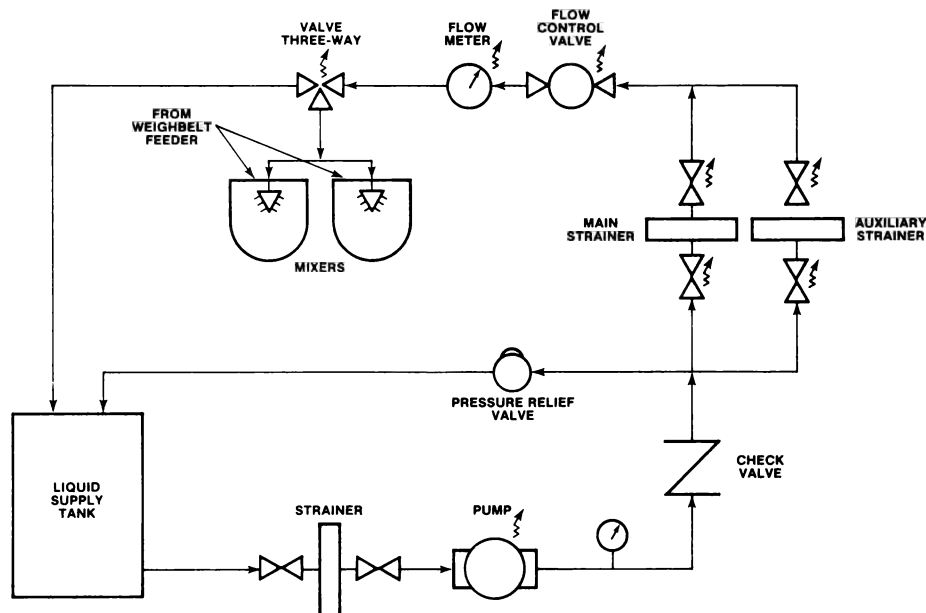 VALVE
THREE-WAY
FLOW
METER
FLOW
CONTROL
VALVE
FROM
WEIGHBELT
FEEDER
MIXERS
MAIN
STRAINER
AUXILIARY
STRAINER
PRESSURE RELIEF
VALVE
CHECK
VALVE
LIQUID
SUPPLY
TANK
STRAINER
PUMP